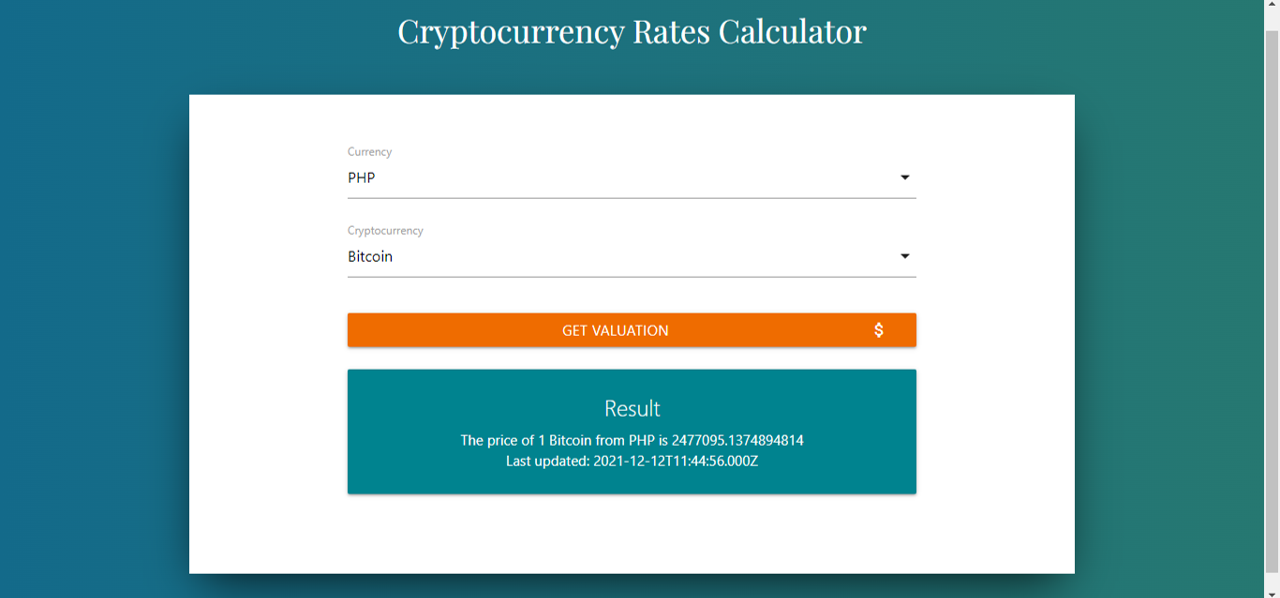 Cryptocurrency Rates Calculator
Currency
PHP
Cryptocurrency
Bitcoin
GET VALUATION $
Result
The price of 1 Bitcoin from PHP is 2477095.1374894814
Last updated: 2021-12-12T11:44:56.000Z